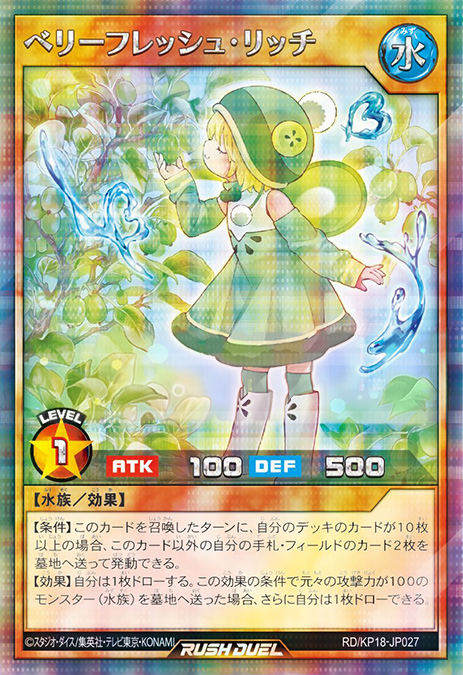 ベリーフレッシュ・リッチ
みず
水
LEVEL
1
ATK 100 DEF 500
【水族／効果】
【条件】このカードを召喚したターンに、自分のデッキのカードが10枚
以上の場合、このカード以外の自分の手札・フィールドのカード2枚を
墓地へ送って発動できる。
【効果】自分は1枚ドローする。この効果の条件で元々の攻撃力が100の
モンスター（水族）を墓地へ送った場合、さらに自分は1枚ドローできる。
©スタジオ・ダイス/集英社・テレビ東京・KONAMI
RUSH DUEL
RD/KP18-JP027